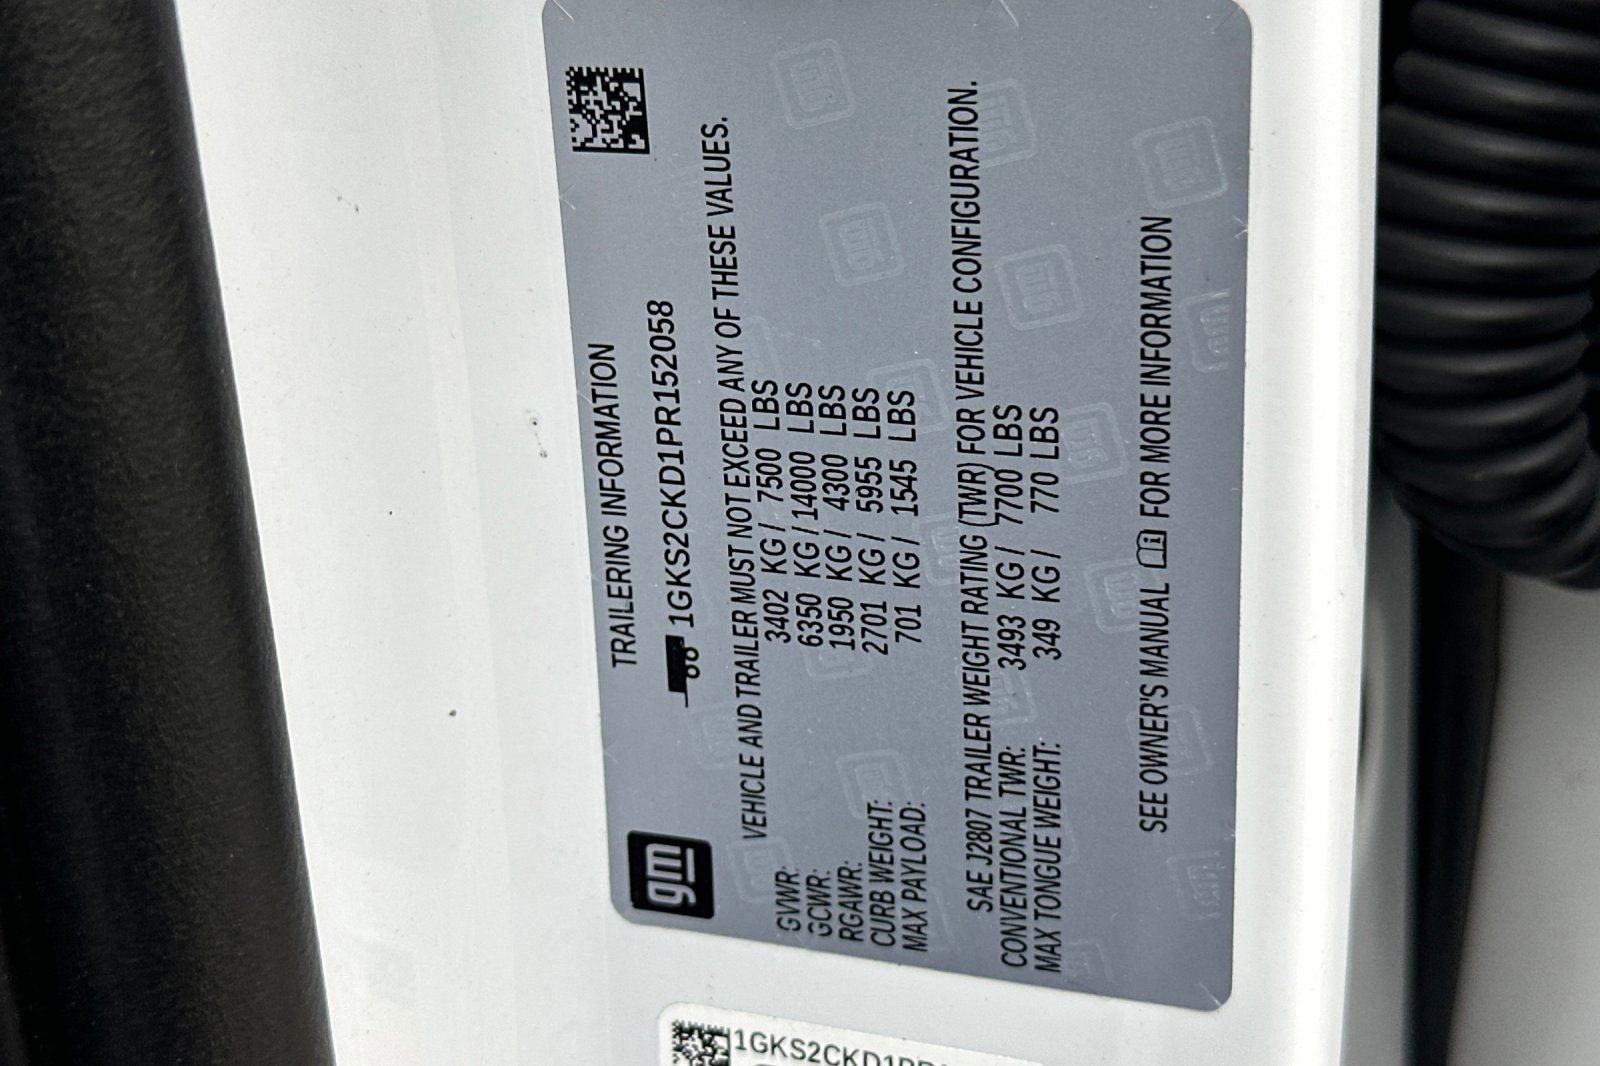 gm
TRAILERING INFORMATION
1GKS2CKD1PR152058
VEHICLE AND TRAILER MUST NOT EXCEED ANY OF THESE VALUES.
GVWR: 3402 KG / 7500 LBS
GCWR: 6350 KG / 14000 LBS
RGAWR: 1950 KG / 4300 LBS
CURB WEIGHT: 2701 KG / 5955 LBS
MAX PAYLOAD: 701 KG / 1545 LBS
SAE J2807 TRAILER WEIGHT RATING (TWR) FOR VEHICLE CONFIGURATION.
CONVENTIONAL TWR: 3493 KG / 7700 LBS
MAX TONGUE WEIGHT: 349 KG / 770 LBS
SEE OWNER'S MANUAL FOR MORE INFORMATION
1GKS2CKD1PR